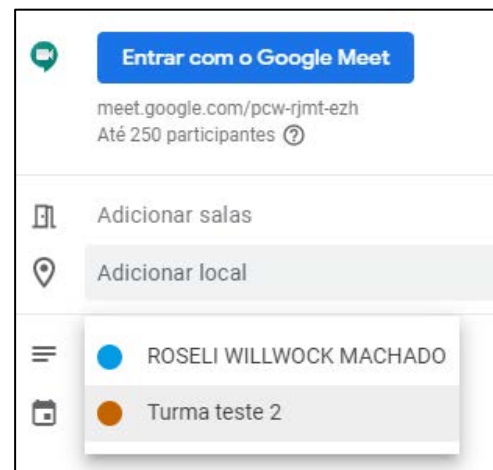 Entrar com o Google Meet
meet.google.com/pcw-rjmt-ezh
Até 250 participantes ?
Adicionar salas
Adicionar local
ROSELI WILLWOCK MACHADO
Turma teste 2